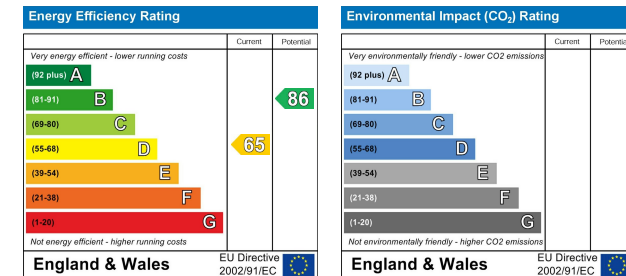 Energy Efficiency Rating
Current Potential
Very energy efficient - lower running costs
(92 plus) A
(81-91) B
86
(69-80) C
(55-68) D
65
(39-54) E
(21-38) F
(1-20) G
Not energy efficient - higher running costs
England & Wales
EU Directive
2002/91/EC
Environmental Impact (CO₂) Rating
Current Potential
Very environmentally friendly - lower CO2 emissions
(92 plus) A
(81-91) B
(69-80) C
(55-68) D
(39-54) E
(21-38) F
(1-20) G
Not environmentally friendly - higher CO2 emissions
England & Wales
EU Directive
2002/91/EC